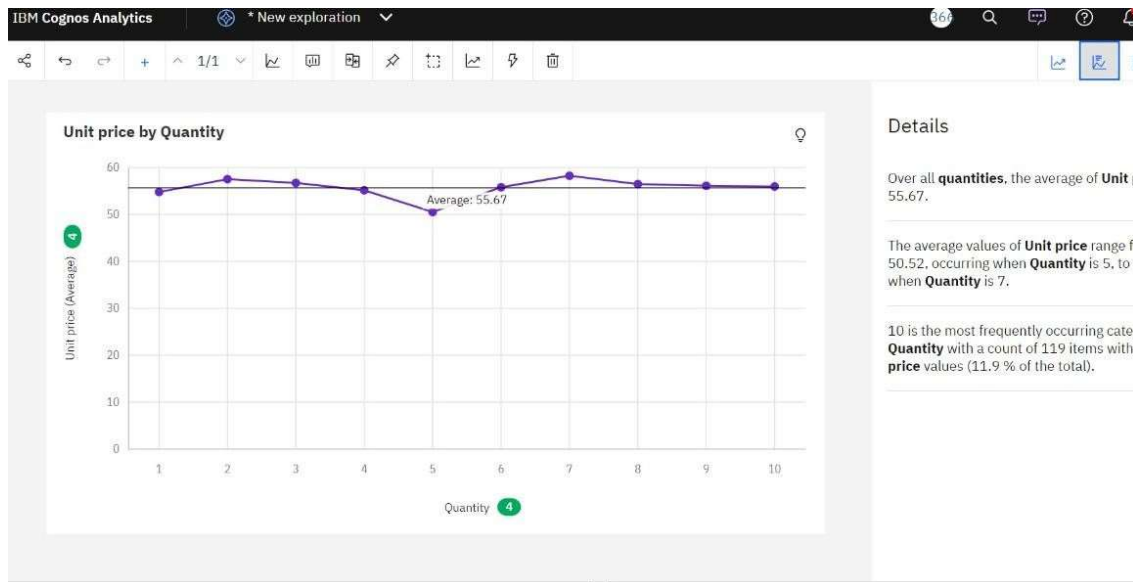 IBM Cognos Analytics
* New exploration
366
1/1
Unit price by Quantity
60
50
40
30
20
10
0
Unit price (Average) 4
Average: 55.67
1 2 3 4 5 6 7 8 9 10
Quantity 4
Details
Over all quantities, the average of Unit
55.67.
The average values of Unit price range
50.52, occurring when Quantity is 5, to
when Quantity is 7.
10 is the most frequently occurring
Quantity with a count of 119 items with
price values (11.9 % of the total).